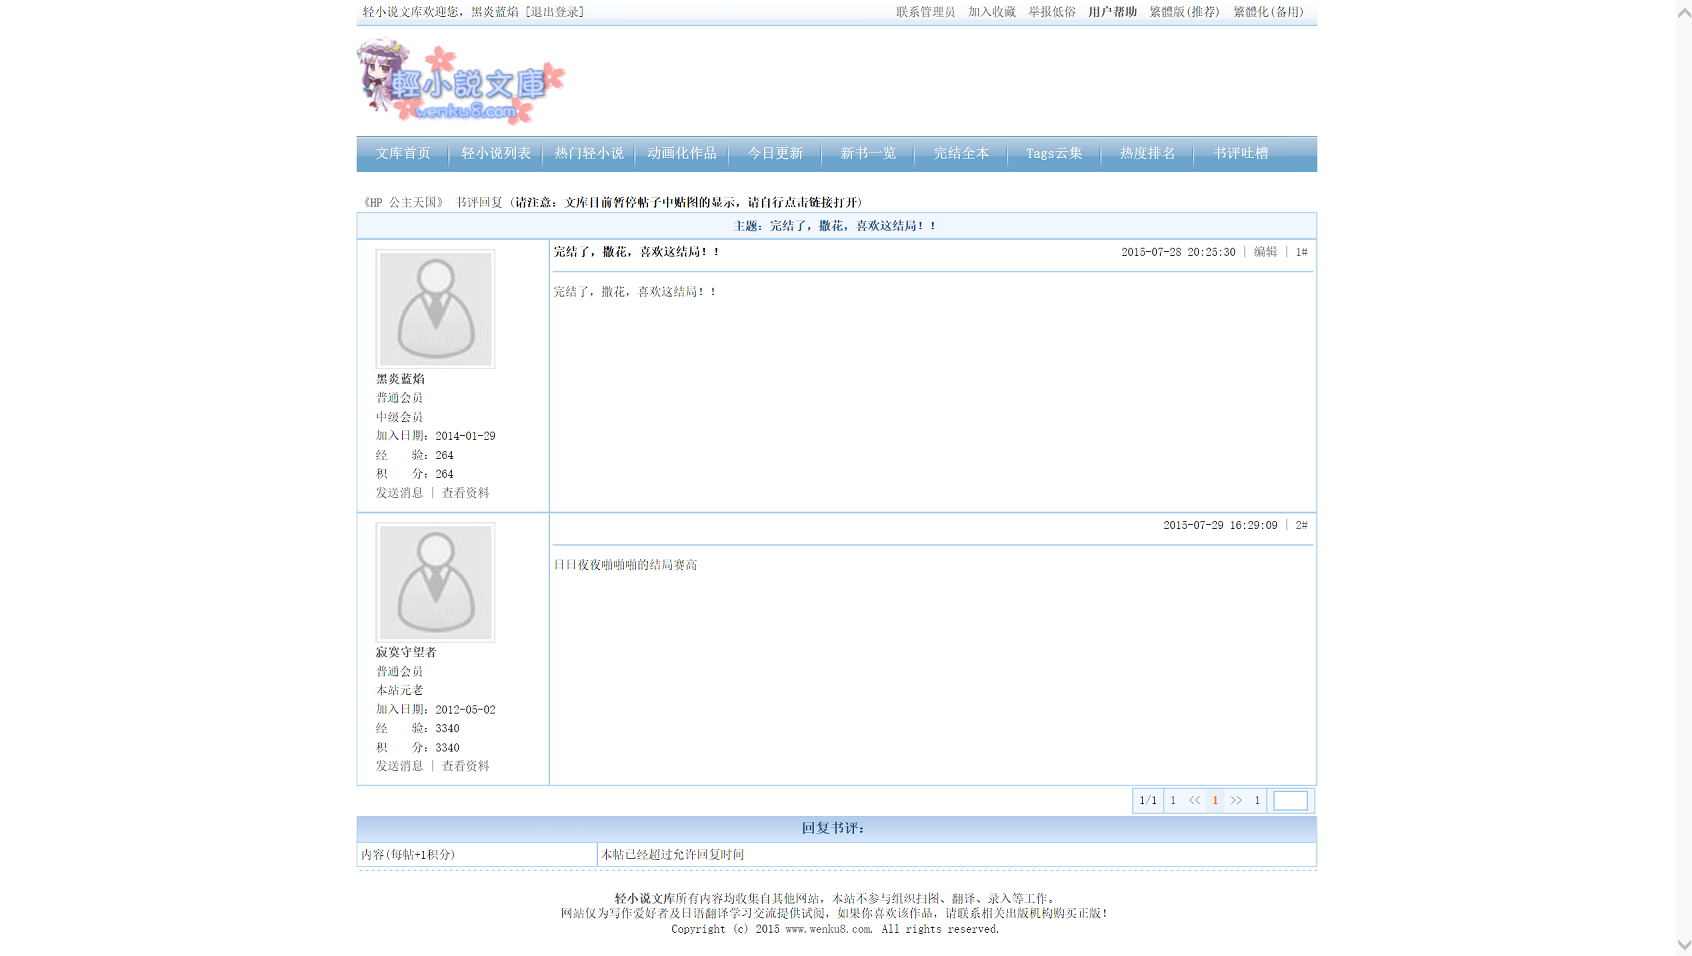 轻小说文库欢迎您，黑炎蓝焰 [退出登录]
联系管理员 加入收藏 举报低俗 用户帮助 繁體版(推荐) 繁體化(备用)
輕小説文庫
wenku8.com
文库首页 轻小说列表 热门轻小说 动画化作品 今日更新 新书一览 完结全本 Tags云集 热度排名 书评吐槽
《HP 公主天国》 书评回复 (请注意：文库目前暂停帖子中贴图的显示，请自行点击链接打开)
主题：完结了，撒花，喜欢这结局！！
完结了，撒花，喜欢这结局！！ 2015-07-28 20:25:30 | 编辑 | 1#
完结了，撒花，喜欢这结局！！
黑炎蓝焰
普通会员
中级会员
加入日期：2014-01-29
经　　验：264
积　　分：264
发送消息 | 查看资料
2015-07-29 16:29:09 | 2#
日日夜夜啪啪啪的结局赛高
寂寞守望者
普通会员
本站元老
加入日期：2012-05-02
经　　验：3340
积　　分：3340
发送消息 | 查看资料
1/1 1 << 1 >> 1
回复书评：
内容(每帖+1积分) 本帖已经超过允许回复时间
轻小说文库所有内容均收集自其他网站，本站不参与组织扫图、翻译、录入等工作。
网站仅为写作爱好者及日语翻译学习交流提供试阅，如果你喜欢该作品，请联系相关出版机构购买正版！
Copyright (c) 2015 www.wenku8.com. All rights reserved.